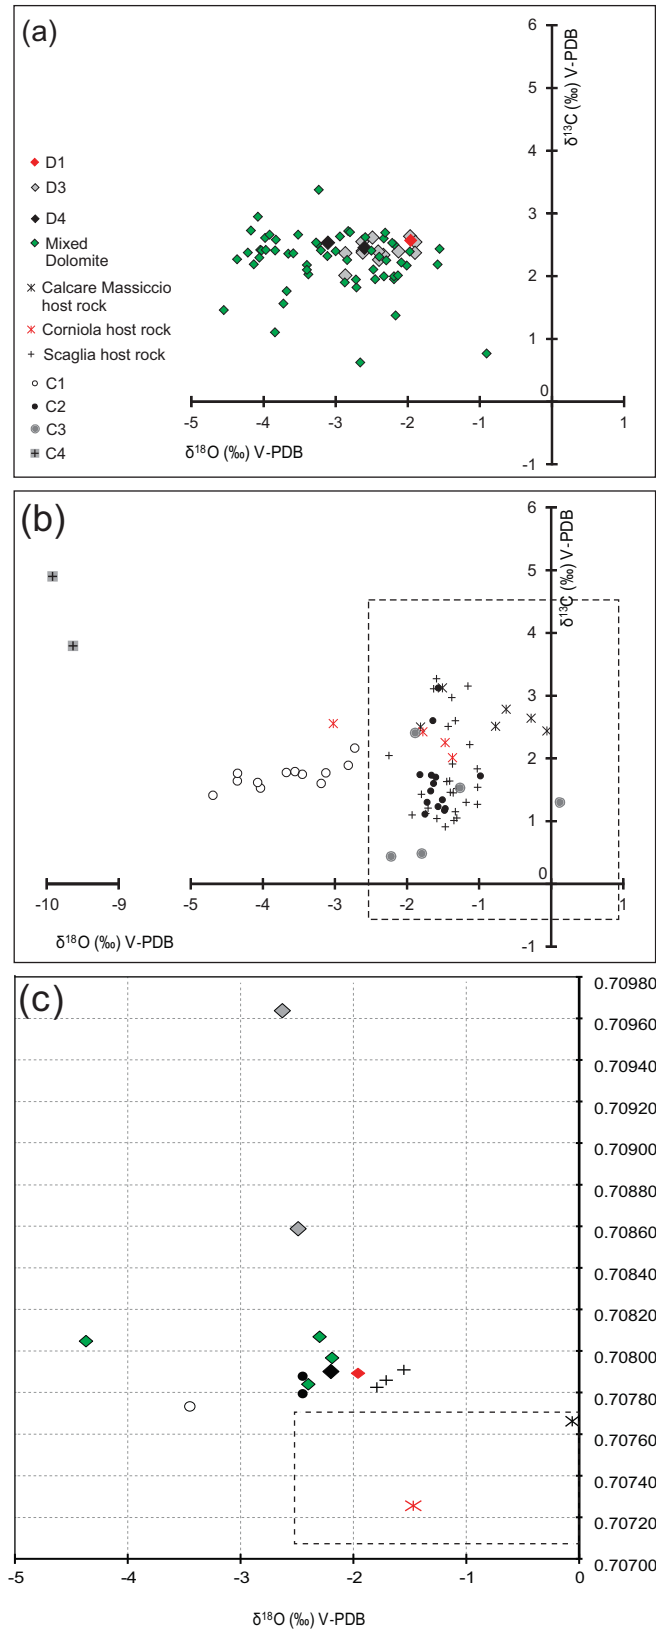 (a)
6
5
4
3
2
1
0
-1
δ13C (‰) V-PDB
D1
D3
D4
Mixed
Dolomite
Calcare Massiccio
host rock
Corniola host rock
Scaglia host rock
C1
C2
C3
C4
-5 -4 -3 -2 -1 1
δ18O (‰) V-PDB
(b)
6
5
4
3
2
1
0
-1
δ13C (‰) V-PDB
-10 -9 -5 -4 -3 -2 -1 1
δ18O (‰) V-PDB
(c)
0.70980
0.70960
0.70940
0.70920
0.70900
0.70880
0.70860
0.70840
0.70820
0.70800
0.70780
0.70760
0.70740
0.70720
0.70700
-5 -4 -3 -2 -1 0
δ18O (‰) V-PDB